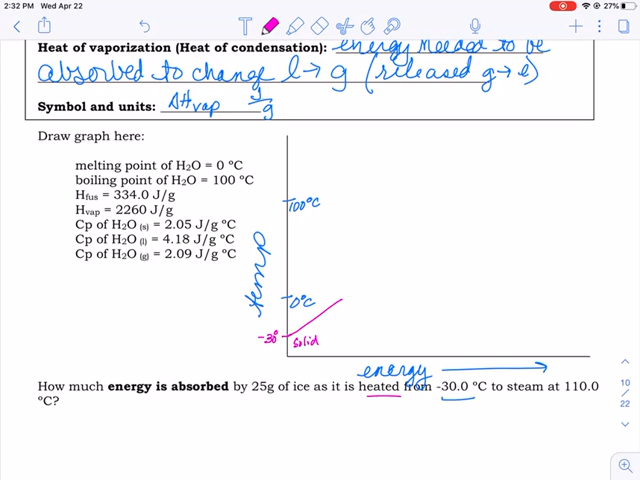 2:32 PM Wed Apr 22
27%
Heat of vaporization (Heat of condensation): energy needed to be
absorbed to change l → g (released g → l)
Symbol and units: ΔHvap J/g
Draw graph here:
melting point of H₂O = 0 ºC
boiling point of H₂O = 100 ºC
Hfus = 334.0 J/g
Hvap = 2260 J/g
Cp of H₂O (s) = 2.05 J/g ºC
Cp of H₂O (l) = 4.18 J/g ºC
Cp of H₂O (g) = 2.09 J/g ºC
100°C
temp
0°C
-30°
solid
energy
How much energy is absorbed by 25g of ice as it is heated from -30.0 ºC to steam at 110.0
ºC?
10
/
22